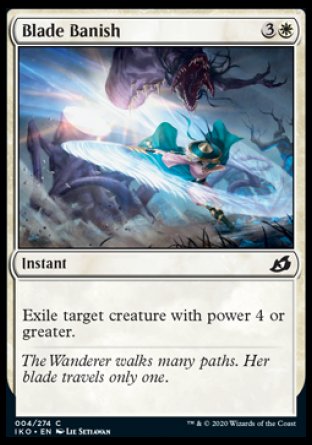 Blade Banish 3
Instant
Exile target creature with power 4 or
greater.
The Wanderer walks many paths. Her
blade travels only one.
004/274 C
IKO • EN Lie Setiawan
™ & © 2020 Wizards of the Coast